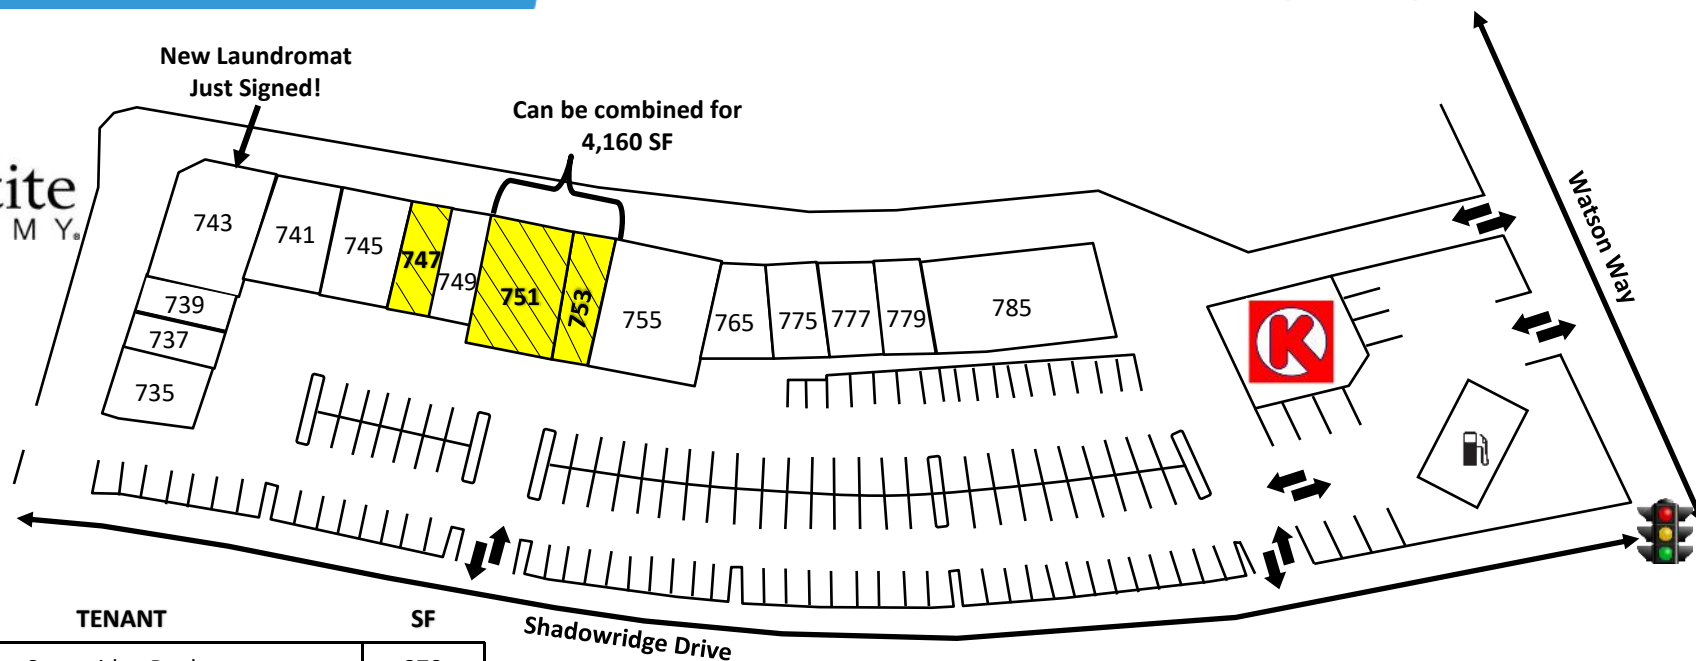 New Laundromat
Just Signed!
Can be combined for
4,160 SF
Watson Way
743
741
745
747
749
751
753
755
765
775
777
779
785
739
737
735
K
Shadowridge Drive
TENANT SF